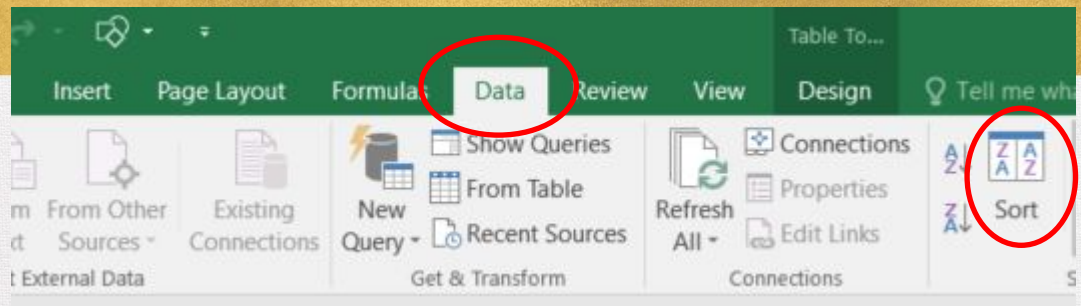 Table To...
Insert Page Layout Formulas Data Review View Design Tell me wha
Show Queries
From Table
Recent Sources
New
Query
From Other
Sources
Existing
Connections
Refresh
All
Connections
Properties
Edit Links
A
Z
Z
A
Z A
A Z
Sort
External Data
Get & Transform
Connections